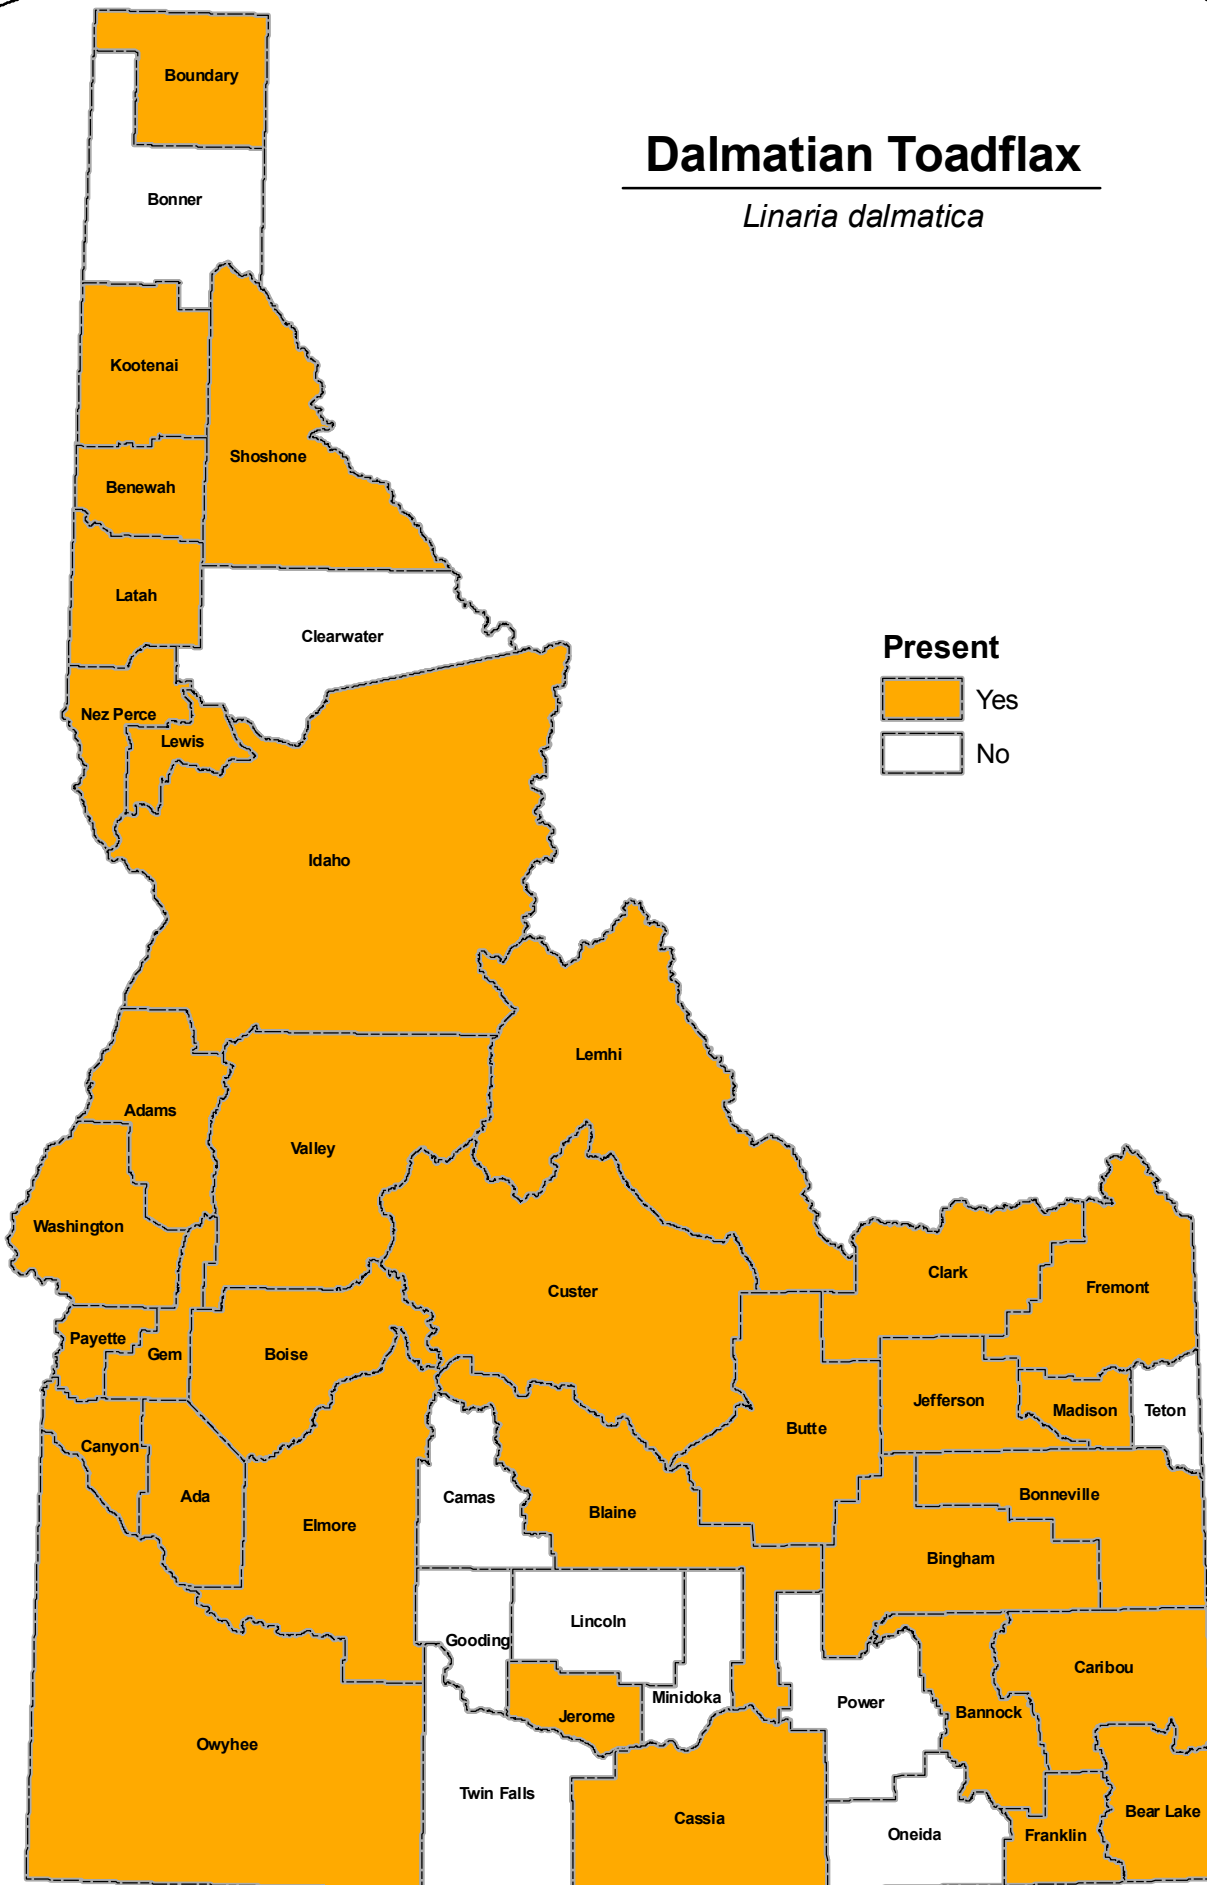 Dalmatian Toadflax
Linaria dalmatica
Boundary
Bonner
Kootenai
Shoshone
Benewah
Latah
Clearwater
Nez Perce
Lewis
Present
Yes
No
Idaho
Lemhi
Adams
Valley
Washington
Custer
Clark
Fremont
Payette
Gem
Boise
Jefferson
Madison
Teton
Butte
Canyon
Ada
Camas
Blaine
Bonneville
Elmore
Bingham
Lincoln
Gooding
Caribou
Minidoka
Power
Jerome
Bannock
Owyhee
Twin Falls
Cassia
Bear Lake
Oneida
Franklin